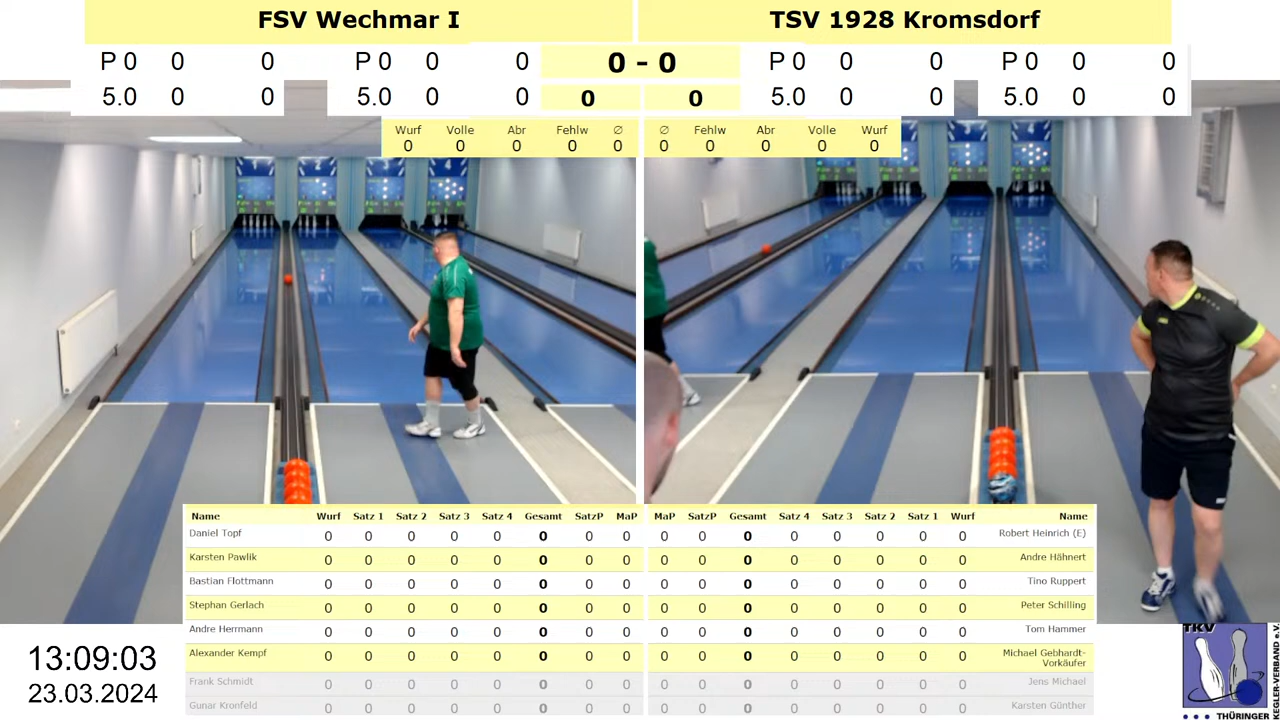 FSV Wechmar I TSV 1928 Kromsdorf
P 0 0 0 P 0 0 0 0 - 0 P 0 0 0 P 0 0 0
5.0 0 0 5.0 0 0 0 0 5.0 0 0 5.0 0 0
Wurf Volle Abr Fehlw ∅ ∅ Fehlw Abr Volle Wurf
0 0 0 0 0 0 0 0 0 0
Name Wurf Satz 1 Satz 2 Satz 3 Satz 4 Gesamt SatzP MaP MaP SatzP Gesamt Satz 4 Satz 3 Satz 2 Satz 1 Wurf Name
Daniel Topf 0 0 0 0 0 0 0 0 0 0 0 0 0 0 0 0 Robert Heinrich (E)
Karsten Pawlik 0 0 0 0 0 0 0 0 0 0 0 0 0 0 0 0 Andre Hähnert
Bastian Flottmann 0 0 0 0 0 0 0 0 0 0 0 0 0 0 0 0 Tino Ruppert
Stephan Gerlach 0 0 0 0 0 0 0 0 0 0 0 0 0 0 0 0 Peter Schilling
Andre Herrmann 0 0 0 0 0 0 0 0 0 0 0 0 0 0 0 0 Tom Hammer
Alexander Kempf 0 0 0 0 0 0 0 0 0 0 0 0 0 0 0 0 Michael Gebhardt-
Vorkäufer
Frank Schmidt 0 0 0 0 0 0 0 0 0 0 0 0 0 0 0 0 Jens Michael
Gunar Kronfeld 0 0 0 0 0 0 0 0 0 0 0 0 0 0 0 0 Karsten Günther
13:09:03
23.03.2024
TKV
THÜRINGER
KEGLER-VERBAND e.V.